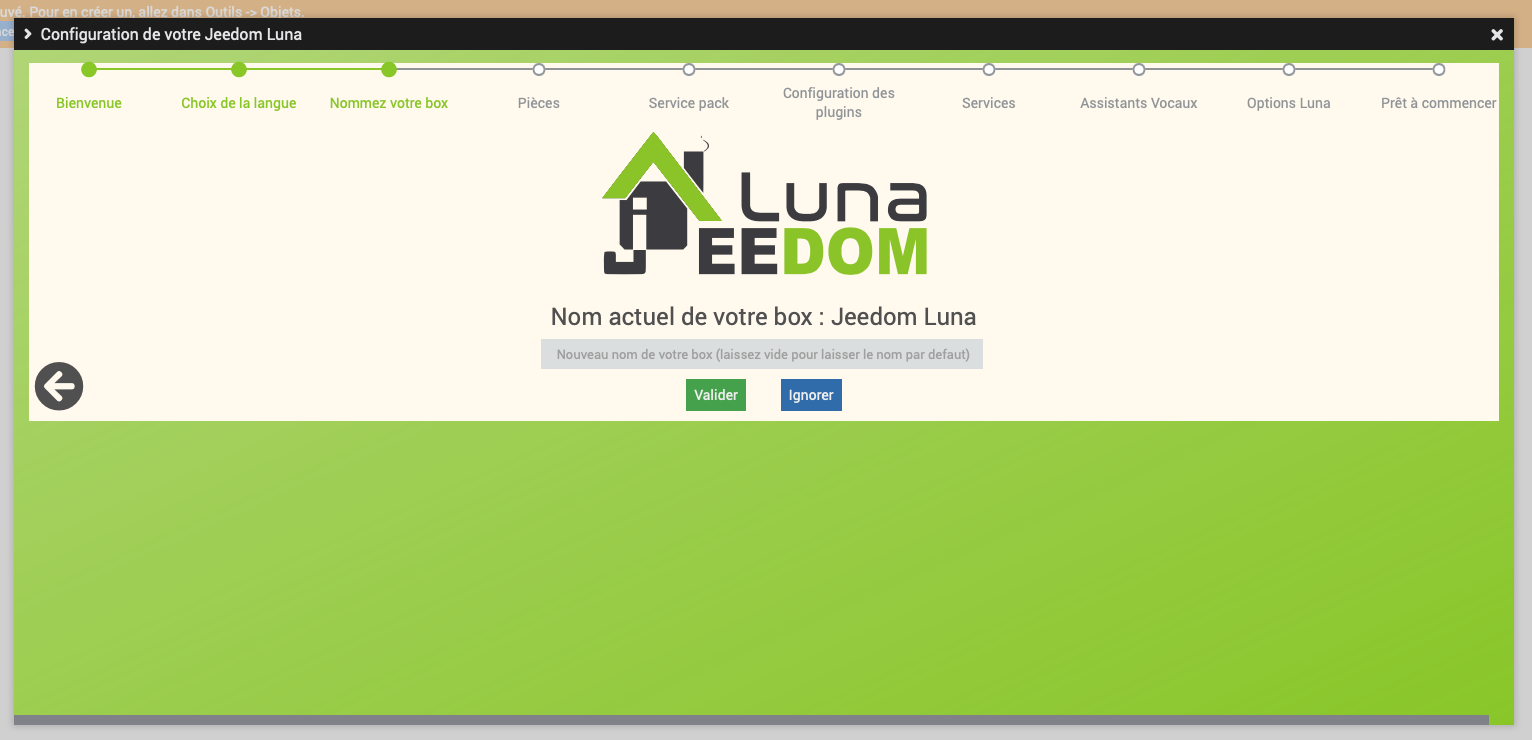 uvé. Pour en créer un, allez dans Outils -> Objets.
Configuration de votre Jeedom Luna
Bienvenue
Choix de la langue
Nommez votre box
Pièces
Service pack
Configuration des
plugins
Services
Assistants Vocaux
Options Luna
Prêt à commencer
Luna
JEEDOM
Nom actuel de votre box : Jeedom Luna
Nouveau nom de votre box (laissez vide pour laisser le nom par defaut)
Valider
Ignorer